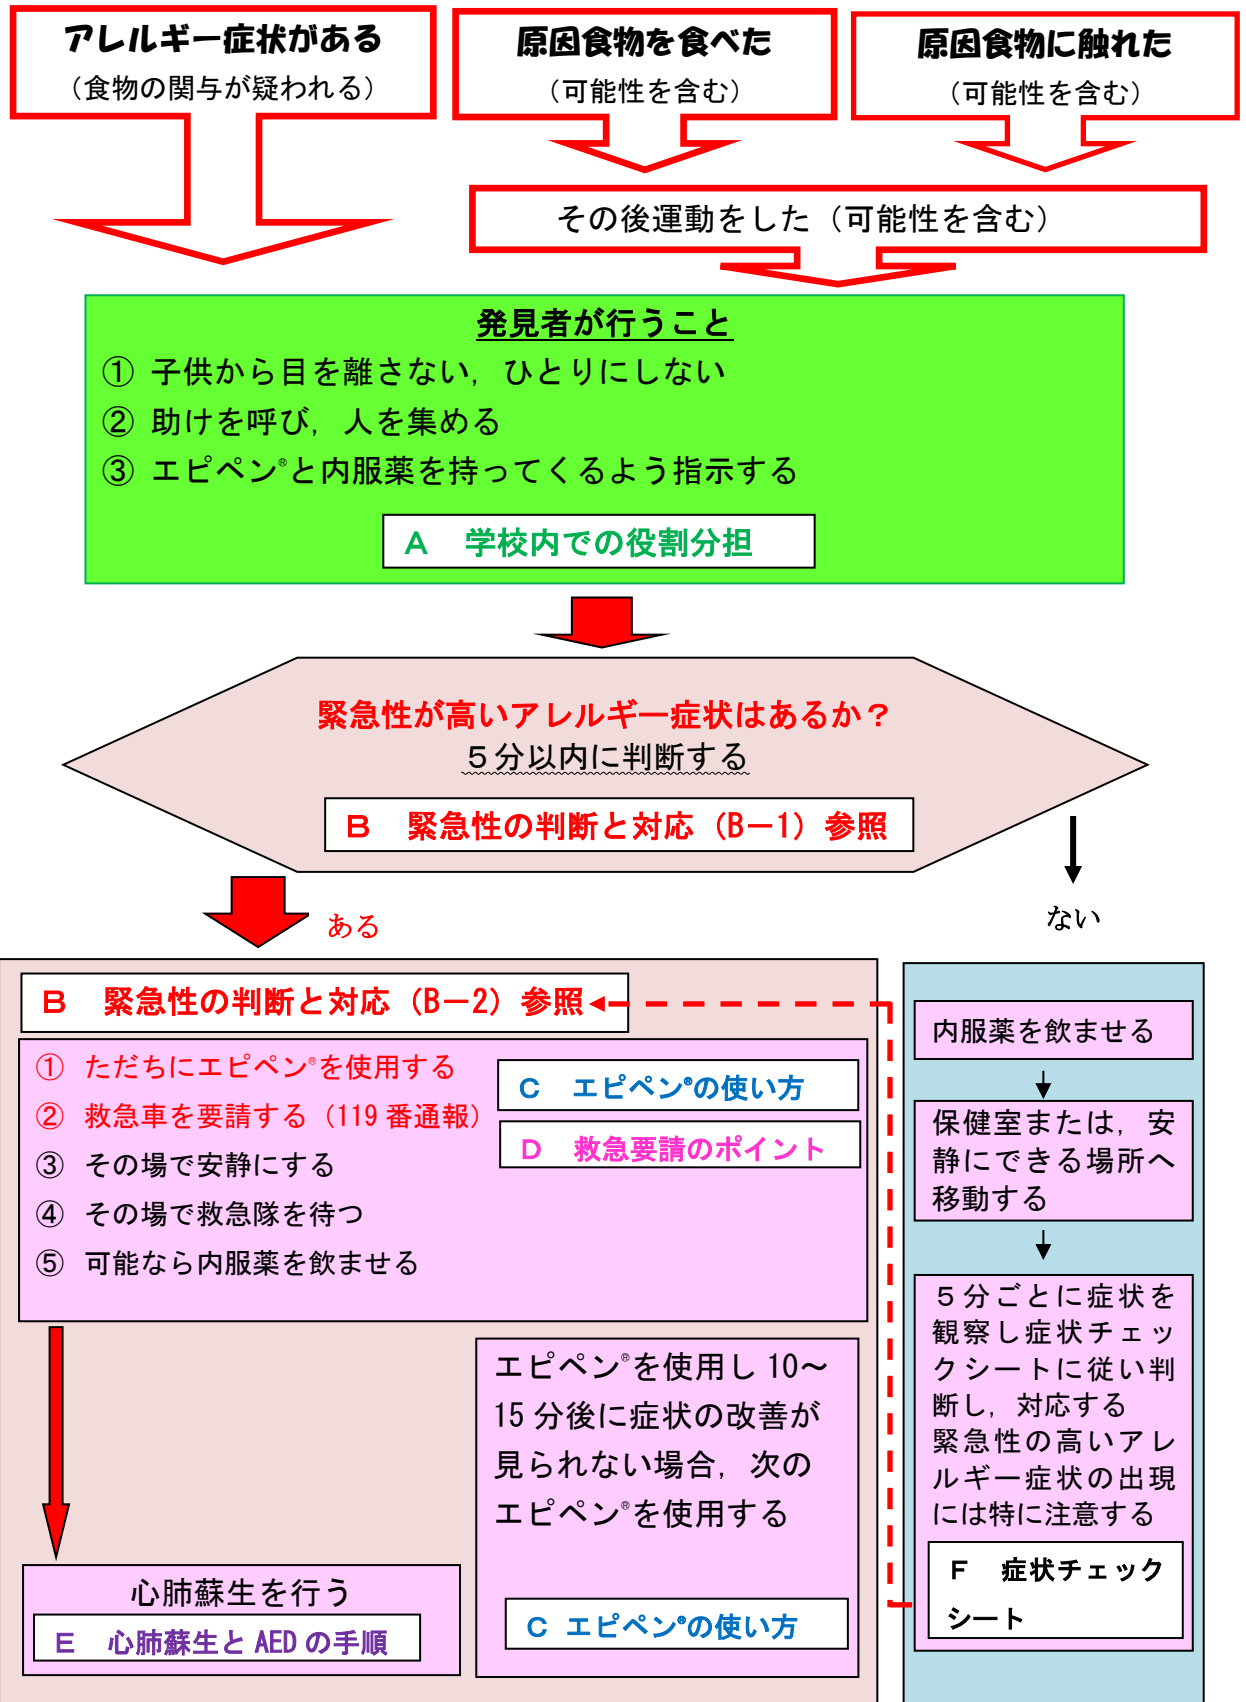 アレルギー症状がある
（食物の関与が疑われる）
原因食物を食べた
（可能性を含む）
原因食物に触れた
（可能性を含む）
その後運動をした（可能性を含む）
発見者が行うこと
① 子供から目を離さない，ひとりにしない
② 助けを呼び，人を集める
③ エピペン®と内服薬を持ってくるよう指示する
A 学校内での役割分担
緊急性が高いアレルギー症状はあるか？
５分以内に判断する
B 緊急性の判断と対応（B－1）参照
ある
ない
B 緊急性の判断と対応（B－2）参照
① ただちにエピペン®を使用する
② 救急車を要請する（119 番通報）
③ その場で安静にする
④ その場で救急隊を待つ
⑤ 可能なら内服薬を飲ませる
C エピペン®の使い方
D 救急要請のポイント
エピペン®を使用し 10～
15 分後に症状の改善が
見られない場合，次の
エピペン®を使用する
C エピペン®の使い方
心肺蘇生を行う
E 心肺蘇生と AED の手順
内服薬を飲ませる
保健室または，安
静にできる場所へ
移動する
５分ごとに症状を
観察し症状チェッ
クシートに従い判
断し，対応する
緊急性の高いアレ
ルギー症状の出現
には特に注意する
F 症状チェック
シート